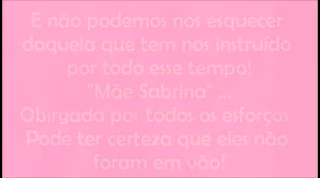 E não podemos nos esquecer
daquela que tem nos instruído
por todo esse tempo!
"Mãe Sabrina" ...
Obirgada por todos os esforços
Pode ter certeza que eles não
foram em vão!